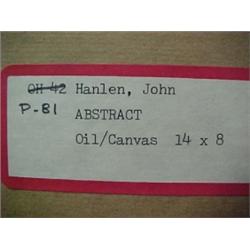 OH 42 Hanlen, John
P-81 ABSTRACT
Oil/Canvas 14 x 8